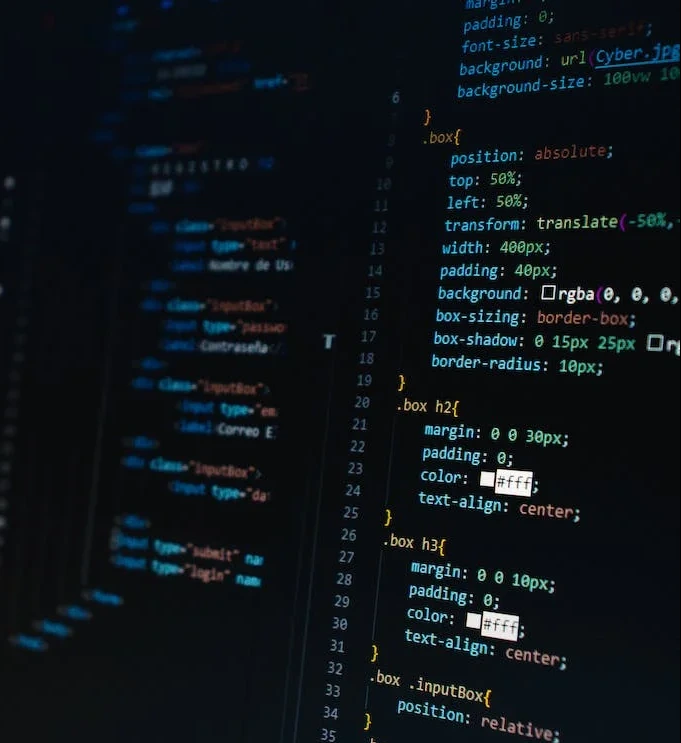 REGISTRO
class="inputBox">
input type="text"
label Nombre de Us
class="inputBox">
input type="passwo
label Contraseña
<div class="inputBox">
<input type="em
<label Correo E
<div class="inputBox">
<input type="da
<input type="submit" nam
<input type="login" name
margin:
padding: 0;
font-size: sans-serif;
background: url(Cyber.jpg
background-size: 100vw 10
6
}
.box{
position: absolute;
10 top: 50%;
11 left: 50%;
12 transform: translate(-50%,-
13 width: 400px;
14 padding: 40px;
15 background: rgba(0, 0, 0,
16 box-sizing: border-box;
17 box-shadow: 0 15px 25px rg
18 border-radius: 10px;
19 }
20 .box h2{
21 margin: 0 0 30px;
22 padding: 0;
23 color: #fff;
24 text-align: center;
25 }
26 .box h3{
27 margin: 0 0 10px;
28 padding: 0;
29 color: #fff;
30 text-align: center;
31 }
32 .box .inputBox{
33 position: relative;
34 }
35